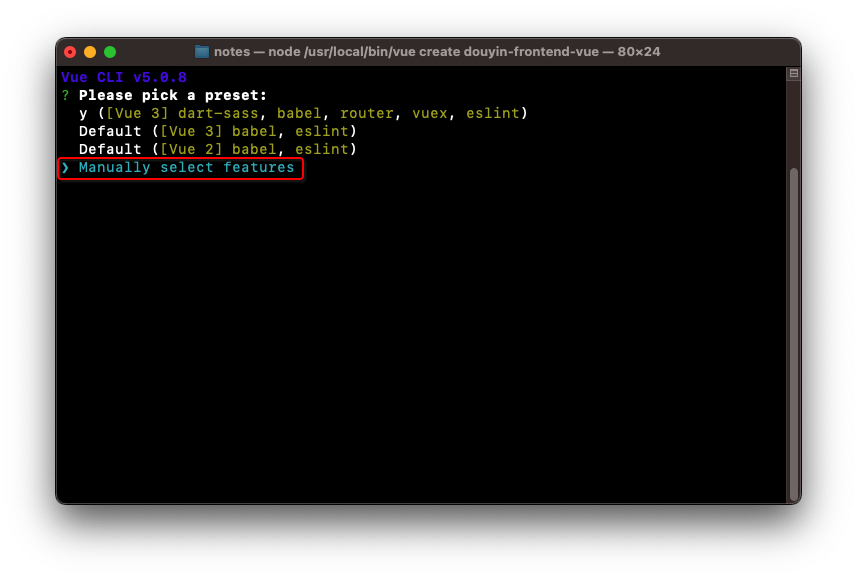 notes — node /usr/local/bin/vue create douyin-frontend-vue — 80×24
Vue CLI v5.0.8
? Please pick a preset:
y ([Vue 3] dart-sass, babel, router, vuex, eslint)
Default ([Vue 3] babel, eslint)
Default ([Vue 2] babel, eslint)
❯ Manually select features